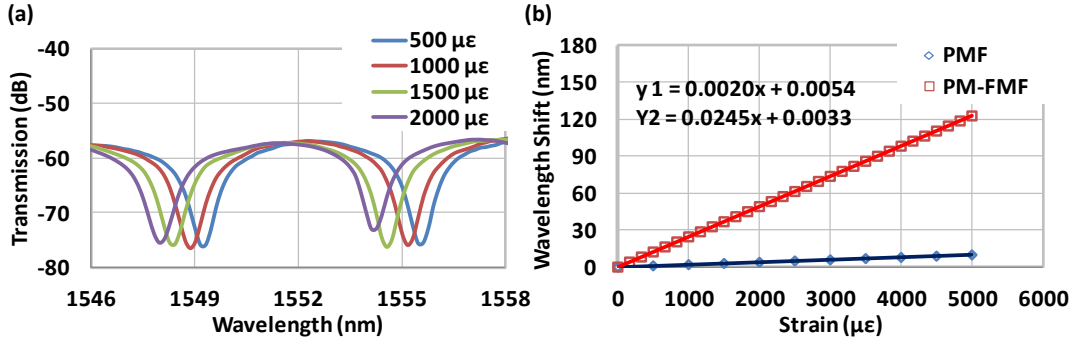 (a)
-40
-50
-60
-70
-80
Transmission (dB)
1546
1549
1552
1555
1558
Wavelength (nm)
500 με
1000 με
1500 με
2000 με
(b)
180
150
120
90
60
30
0
Wavelength Shift (nm)
y1 = 0.0020x + 0.0054
Y2 = 0.0245x + 0.0033
PMF
PM-FMF
0
1000
2000
3000
4000
5000
6000
Strain (με)